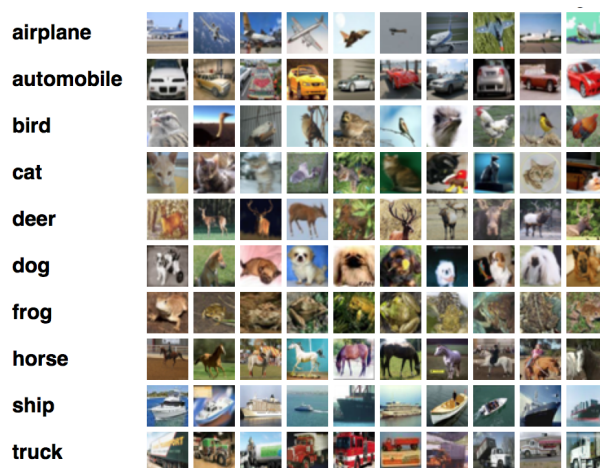 airplane
automobile
bird
cat
deer
dog
frog
horse
ship
truck